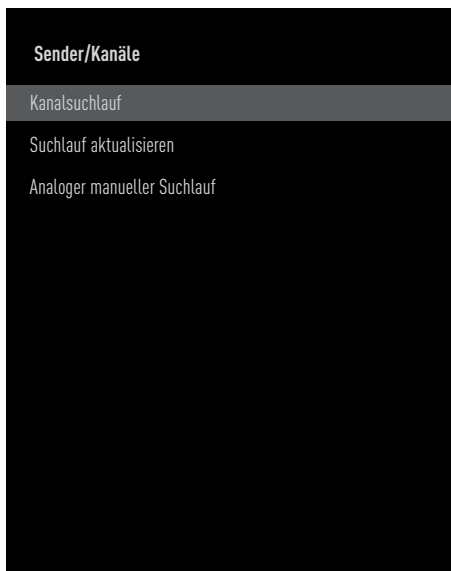 Sender/Kanäle
Kanalsuchlauf
Suchlauf aktualisieren
Analoger manueller Suchlauf